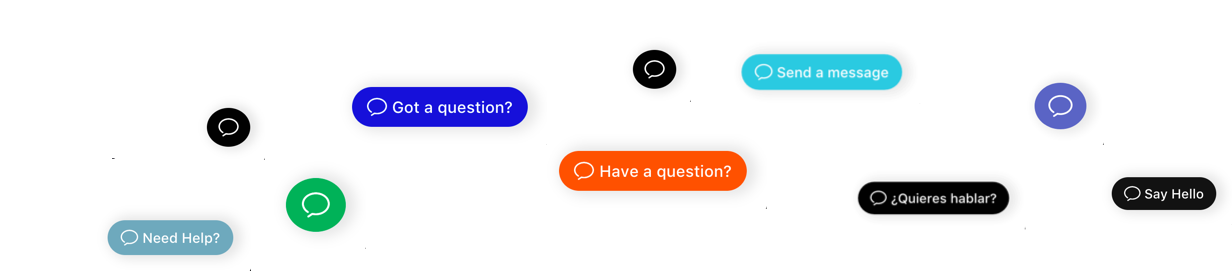 Send a message
Got a question?
Have a question?
Say Hello
¿Quieres hablar?
Need Help?